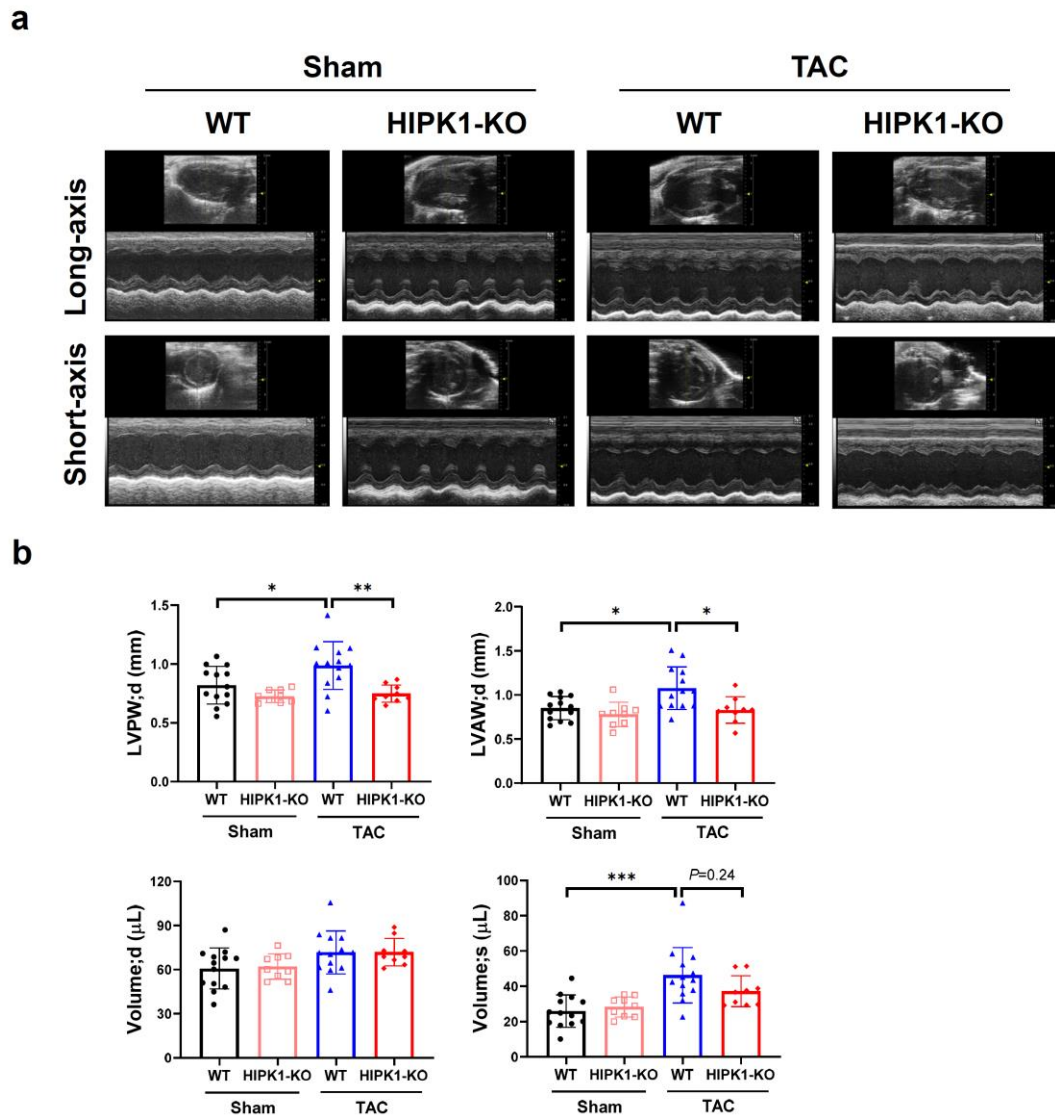 a
Sham TAC
WT HIPK1-KO WT HIPK1-KO
Long-axis
Short-axis
b
* **
LVPW;d (mm)
1.5
1.0
0.5
0.0
WT HIPK1-KO WT HIPK1-KO
Sham TAC
* *
LVAW;d (mm)
2.0
1.5
1.0
0.5
0.0
WT HIPK1-KO WT HIPK1-KO
Sham TAC
Volume;d (μL)
120
90
60
30
0
WT HIPK1-KO WT HIPK1-KO
Sham TAC
*** P=0.24
Volume;s (μL)
100
80
60
40
20
0
WT HIPK1-KO WT HIPK1-KO
Sham TAC